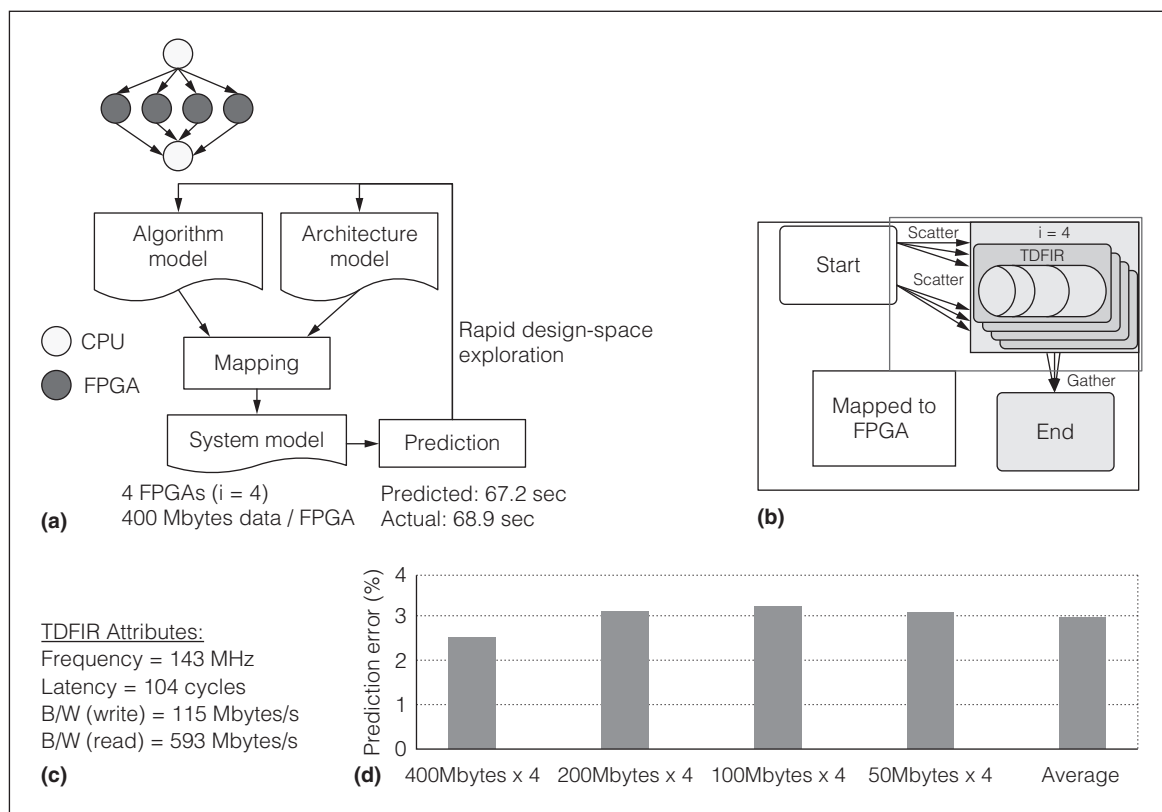 Algorithm
model
Architecture
model
CPU
FPGA
Mapping
Rapid design-space
exploration
System model
Prediction
4 FPGAs (i = 4)
400 Mbytes data / FPGA
Predicted: 67.2 sec
Actual: 68.9 sec
(a)
Start
Scatter
Scatter
i = 4
TDFIR
Gather
Mapped to
FPGA
End
(b)
TDFIR Attributes:
Frequency = 143 MHz
Latency = 104 cycles
B/W (write) = 115 Mbytes/s
B/W (read) = 593 Mbytes/s
(c)
Prediction error (%)
4
3
2
1
0
400Mbytes x 4
200Mbytes x 4
100Mbytes x 4
50Mbytes x 4
Average
(d)